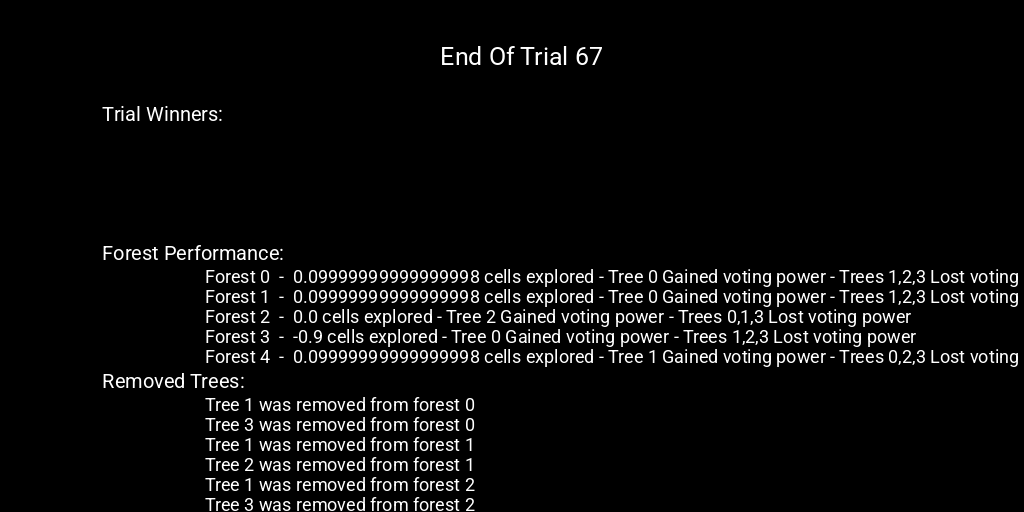 End Of Trial 67
Trial Winners:
Forest Performance:
Forest 0 - 0.09999999999999998 cells explored - Tree 0 Gained voting power - Trees 1,2,3 Lost voting
Forest 1 - 0.09999999999999998 cells explored - Tree 0 Gained voting power - Trees 1,2,3 Lost voting
Forest 2 - 0.0 cells explored - Tree 2 Gained voting power - Trees 0,1,3 Lost voting power
Forest 3 - -0.9 cells explored - Tree 0 Gained voting power - Trees 1,2,3 Lost voting power
Forest 4 - 0.09999999999999998 cells explored - Tree 1 Gained voting power - Trees 0,2,3 Lost voting
Removed Trees:
Tree 1 was removed from forest 0
Tree 3 was removed from forest 0
Tree 1 was removed from forest 1
Tree 2 was removed from forest 1
Tree 1 was removed from forest 2
Tree 3 was removed from forest 2